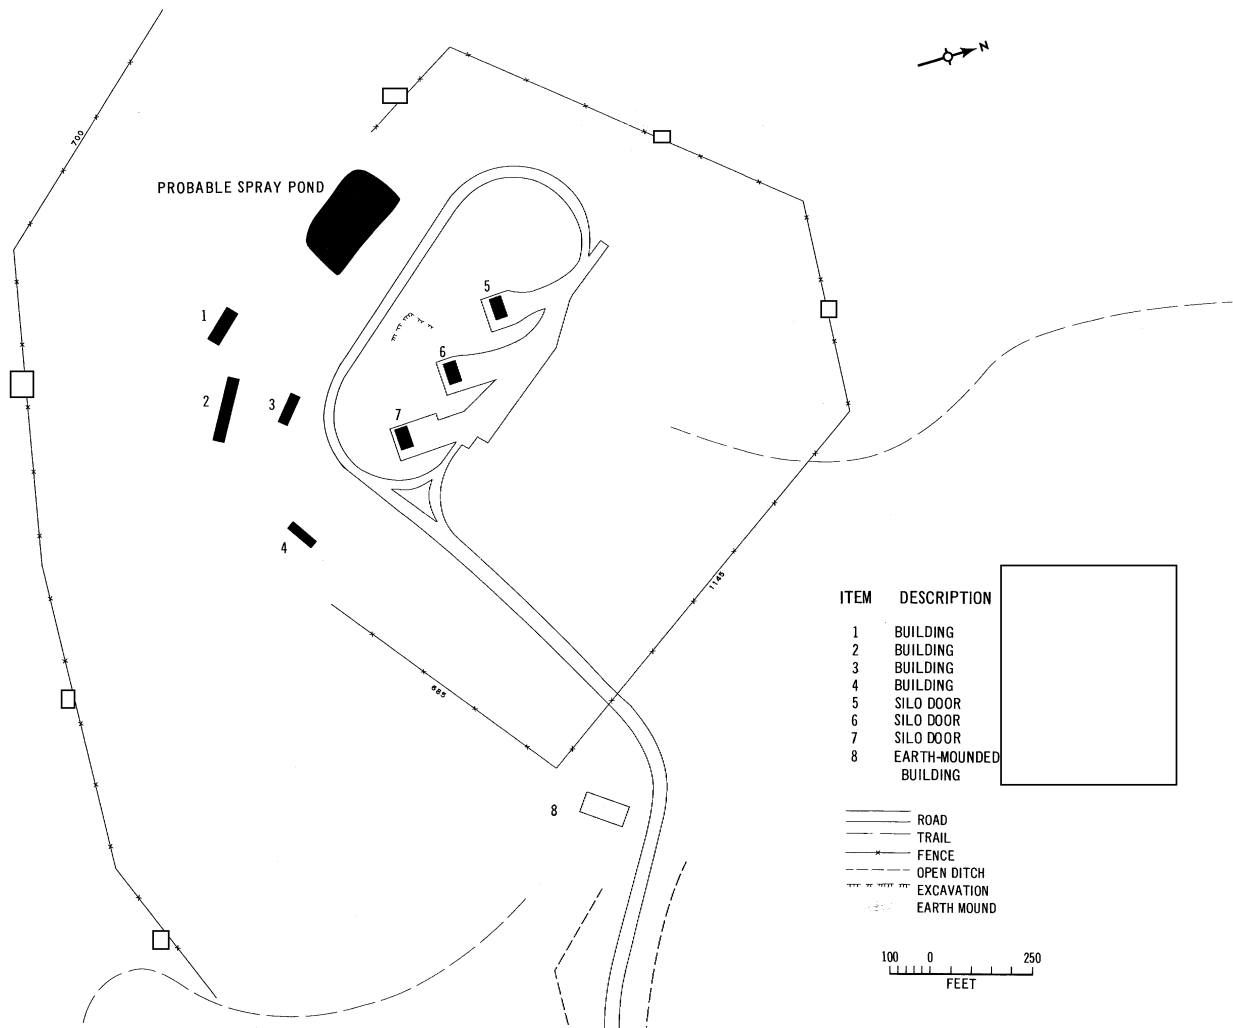 N
700
PROBABLE SPRAY POND
5
1
6
2
3
7
4
1145
685
8
ITEM DESCRIPTION
1 BUILDING
2 BUILDING
3 BUILDING
4 BUILDING
5 SILO DOOR
6 SILO DOOR
7 SILO DOOR
8 EARTH-MOUNDED
BUILDING
ROAD
TRAIL
FENCE
OPEN DITCH
EXCAVATION
EARTH MOUND
100 0 250
FEET